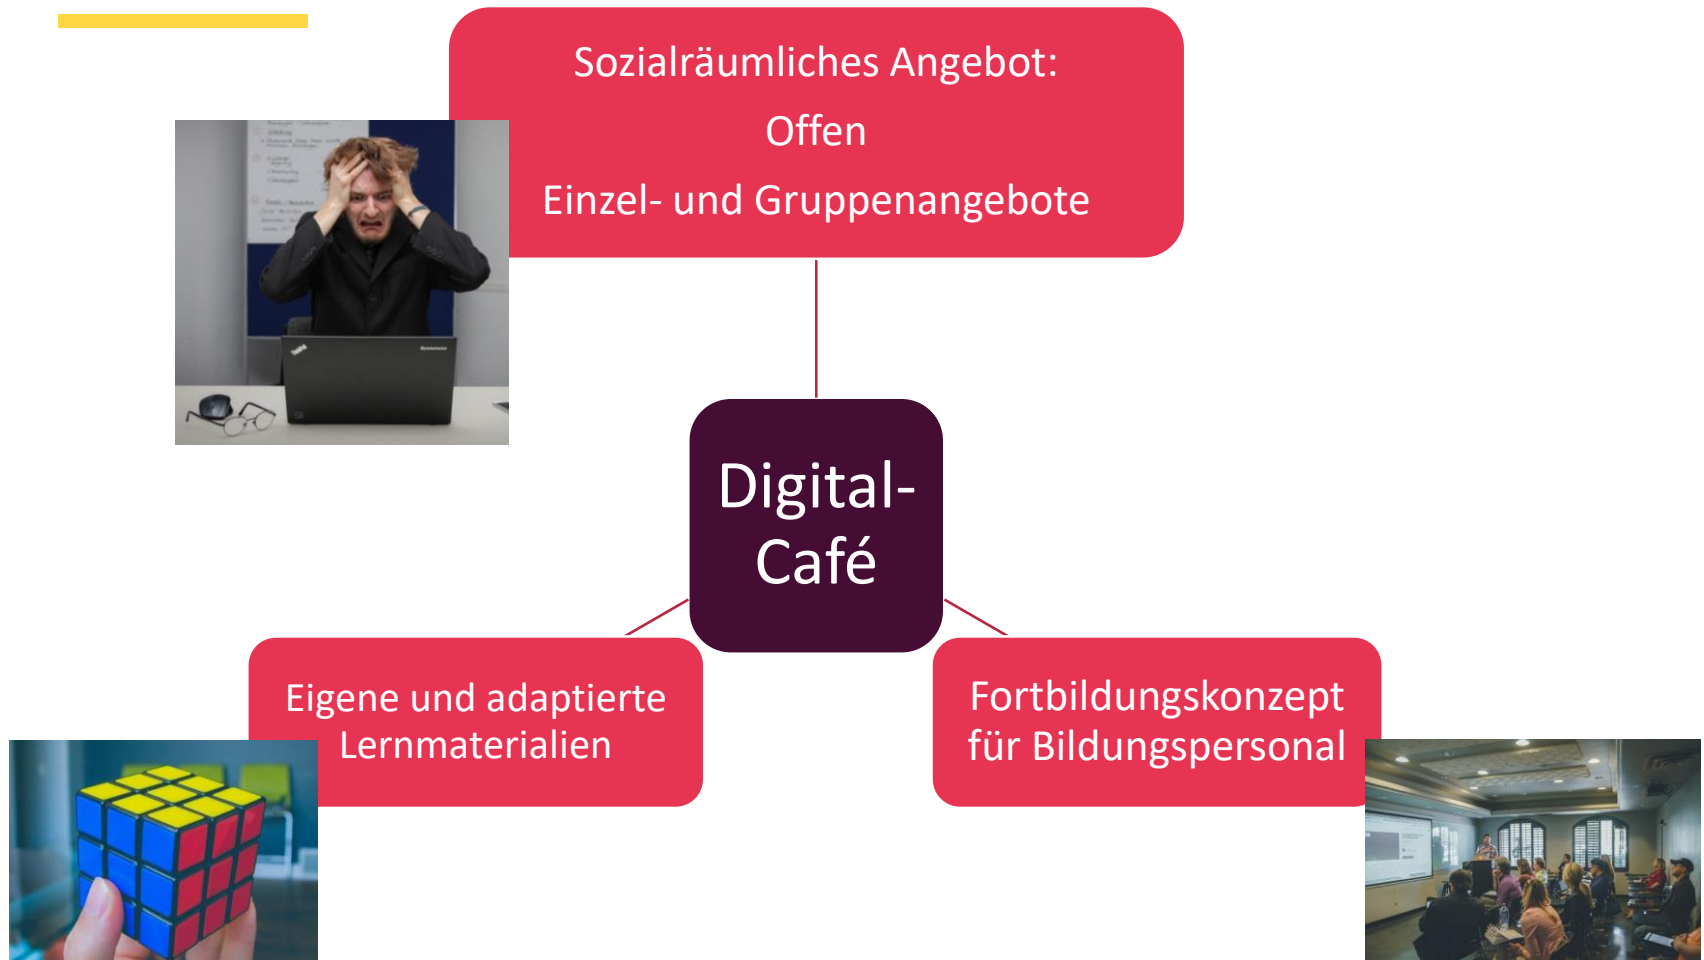 Sozialräumliches Angebot:
Offen
Einzel- und Gruppenangebote
Digital-
Café
Eigene und adaptierte
Lernmaterialien
Fortbildungskonzept
für Bildungspersonal